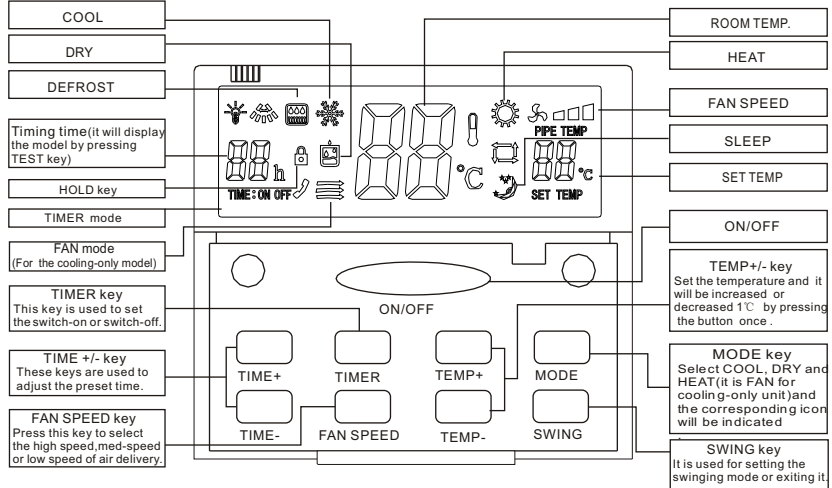 COOL
DRY
DEFROST
Timing time(it will display
the model by pressing
TEST key)
HOLD key
TIMER mode
FAN mode
(For the cooling-only model)
TIMER key
This key is used to set
the switch-on or switch-off.
TIME +/- key
These keys are used to
adjust the preset time.
FAN SPEED key
Press this key to select
the high speed,med-speed
or low speed of air delivery.
88 h
TIME:ON OFF
88 °C
PIPE TEMP
88 °C
SET TEMP
ON/OFF
TIME+
TIMER
TEMP+
MODE
TIME-
FAN SPEED
TEMP-
SWING
ROOM TEMP.
HEAT
FAN SPEED
SLEEP
SET TEMP
ON/OFF
TEMP+/- key
Set the temperature and it
will be increased or
decreased 1℃ by pressing
the button once .
MODE key
Select COOL, DRY and
HEAT(it is FAN for
cooling-only unit)and
the corresponding icon
will be indicated
.
SWING key
It is used for setting the
swinging mode or exiting it.